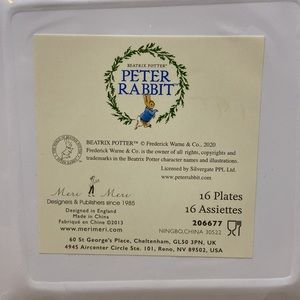 BEATRIX POTTER™
PETER
RABBIT
BEATRIX POTTER™ © Frederick Warne & Co., 2020
Frederick Warne & Co. is the owner of all rights, copyrights and
trademarks in the Beatrix Potter character names and illustrations.
Licensed by Silvergate PPL Ltd.
www.peterrabbit.com
Meri Meri
Designers & Publishers since 1985
Designed in England
Made in China
Fabriqué en China ©2013
www.merimeri.com
16 Plates
16 Assiettes
206677
NINGBO,CHINA 30522
60 St George's Place, Cheltenham, GL50 3PN, UK
4945 Aircenter Circle Ste. 101, Reno, NV 89502, USA